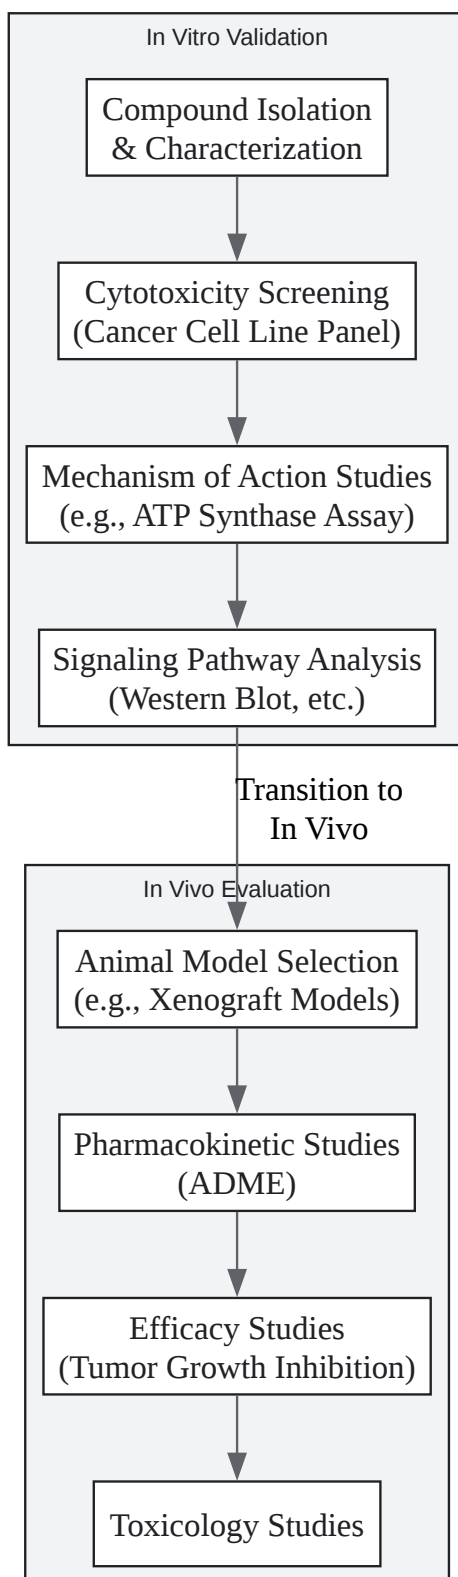 In Vitro Validation
Compound Isolation
& Characterization
Cytotoxicity Screening
(Cancer Cell Line Panel)
Mechanism of Action Studies
(e.g., ATP Synthase Assay)
Signaling Pathway Analysis
(Western Blot, etc.)
Transition to
In Vivo
In Vivo Evaluation
Animal Model Selection
(e.g., Xenograft Models)
Pharmacokinetic Studies
(ADME)
Efficacy Studies
(Tumor Growth Inhibition)
Toxicology Studies